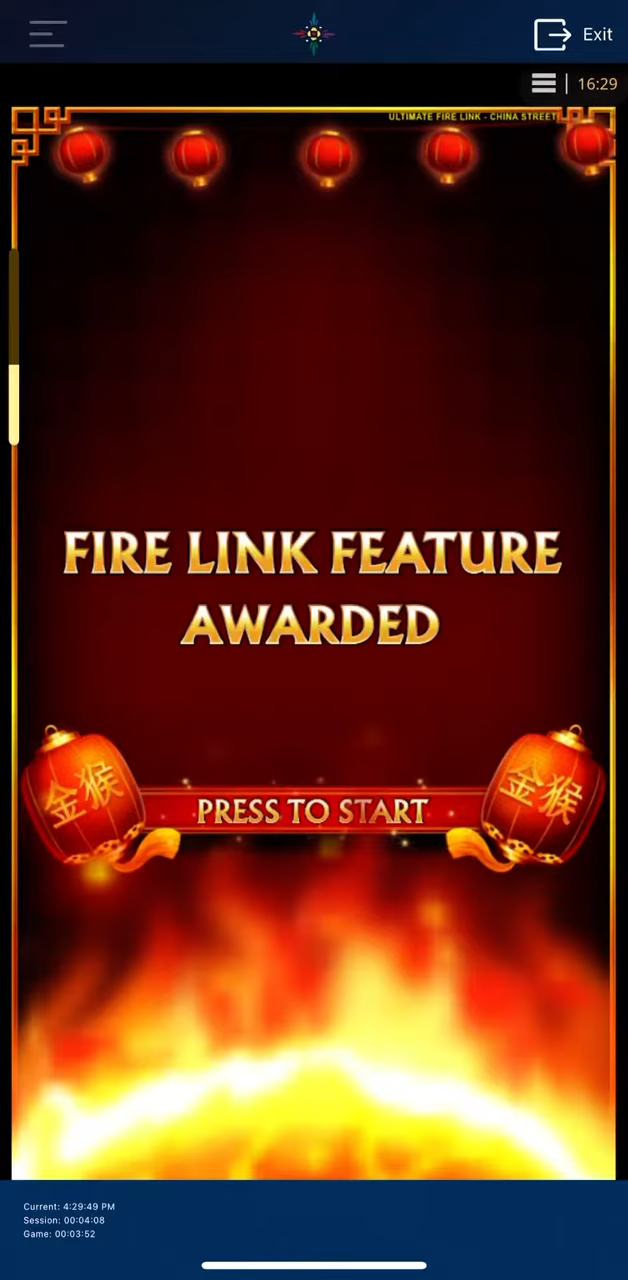 Exit
16:29
ULTIMATE FIRE LINK - CHINA STREET
FIRE LINK FEATURE
AWARDED
金猴
金猴
PRESS TO START
Current: 4:29:49 PM
Session: 00:04:08
Game: 00:03:52